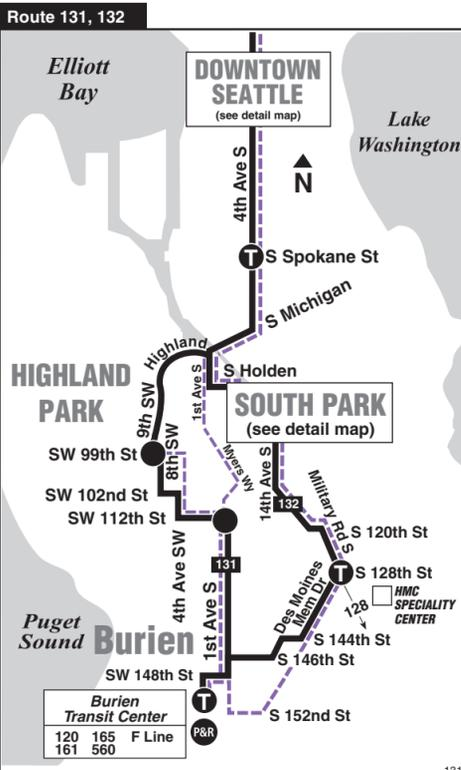 Route 131, 132
Elliott
Bay
DOWNTOWN
SEATTLE
(see detail map)
Lake
Washington
N
4th Ave S
T
S Spokane St
S Michigan
Highland
S Holden
HIGHLAND
PARK
9th SW
1st Ave S
SOUTH PARK
(see detail map)
8th SW
Myers Wy
SW 99th St
14th Ave S
Military Rd S
SW 102nd St
132
SW 112th St
S 120th St
131
T
S 128th St
4th Ave SW
1st Ave S
Des Moines
Mem Dr
128
HMC
SPECIALITY
CENTER
Puget
Sound
Burien
S 144th St
S 146th St
SW 148th St
T
Burien
Transit Center
120 165 F Line
161 560
P&R
S 152nd St